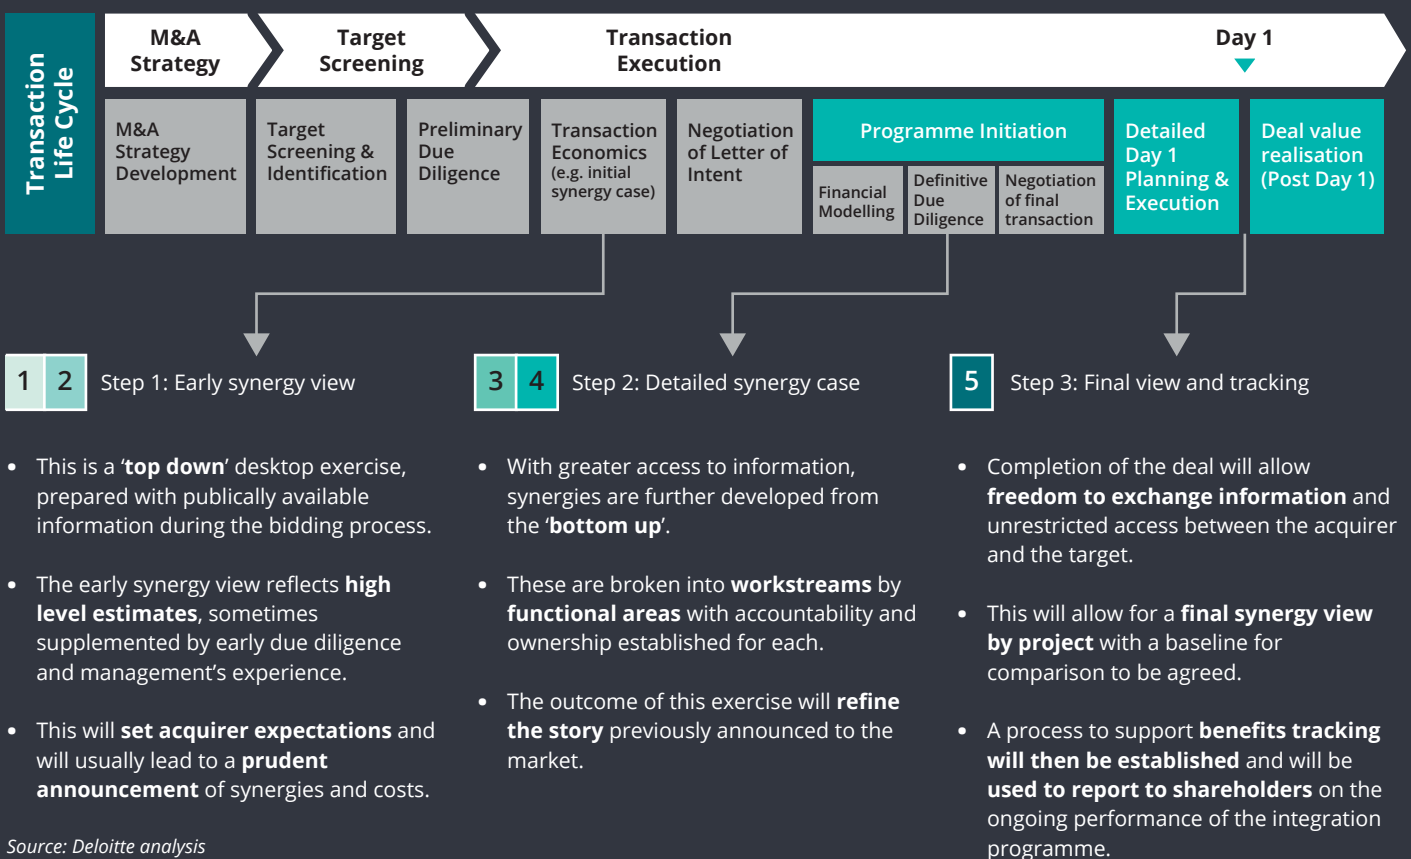 Transaction
Life Cycle
M&A
Strategy
Target
Screening
Transaction
Execution
Day 1
M&A
Strategy
Development
Target
Screening &
Identification
Preliminary
Due
Diligence
Transaction
Economics
(e.g. initial
synergy case)
Negotiation
of Letter of
Intent
Programme Initiation
Financial
Modelling
Definitive
Due
Diligence
Negotiation
of final
transaction
Detailed
Day 1
Planning &
Execution
Deal value
realisation
(Post Day 1)
1 2 Step 1: Early synergy view
• This is a ‘top down’ desktop exercise,
prepared with publically available
information during the bidding process.
• The early synergy view reflects high
level estimates, sometimes
supplemented by early due diligence
and management’s experience.
• This will set acquirer expectations and
will usually lead to a prudent
announcement of synergies and costs.
3 4 Step 2: Detailed synergy case
• With greater access to information,
synergies are further developed from
the ‘bottom up’.
• These are broken into workstreams by
functional areas with accountability and
ownership established for each.
• The outcome of this exercise will refine
the story previously announced to the
market.
5 Step 3: Final view and tracking
• Completion of the deal will allow
freedom to exchange information and
unrestricted access between the acquirer
and the target.
• This will allow for a final synergy view
by project with a baseline for
comparison to be agreed.
• A process to support benefits tracking
will then be established and will be
used to report to shareholders on the
ongoing performance of the integration
programme.
Source: Deloitte analysis